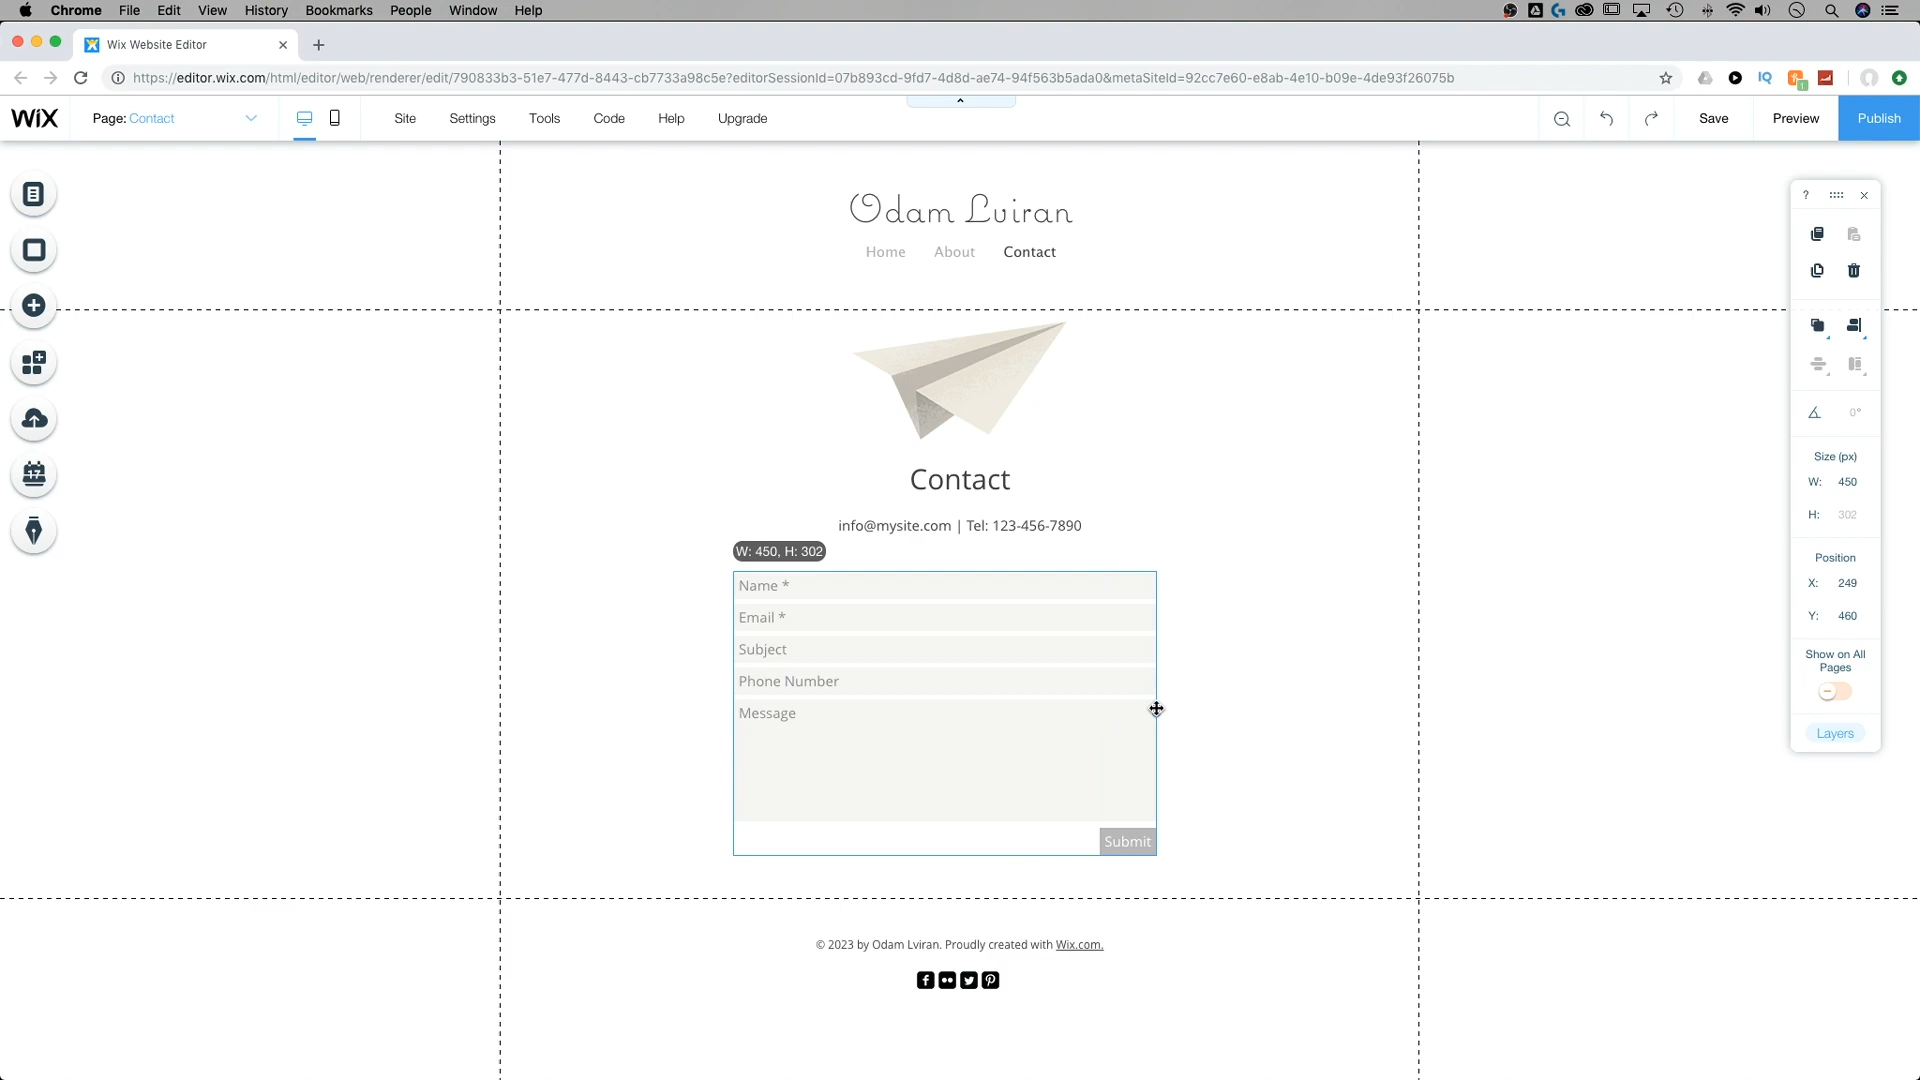 Chrome File Edit View History Bookmarks People Window Help
Wix Website Editor
https://editor.wix.com/html/editor/web/renderer/edit/790833b3-51e7-477d-8443-cb7733a98c5e?editorSessionId=07b893cd-9fd7-4d8d-ae74-94f563b5ada0&metaSiteId=92cc7e60-e8ab-4e10-b09e-4de93f26075b
IQ
1
WiX Page: Contact Site Settings Tools Code Help Upgrade Save Preview Publish
?
Odam Lviran
Home About Contact
17
0°
Size (px)
W: 450
H: 302
Contact
info@mysite.com | Tel: 123-456-7890
W: 450, H: 302
Name *
Email *
Subject
Phone Number
Message
Submit
Position
X: 249
Y: 460
Show on All
Pages
Layers
© 2023 by Odam Lviran. Proudly created with Wix.com.